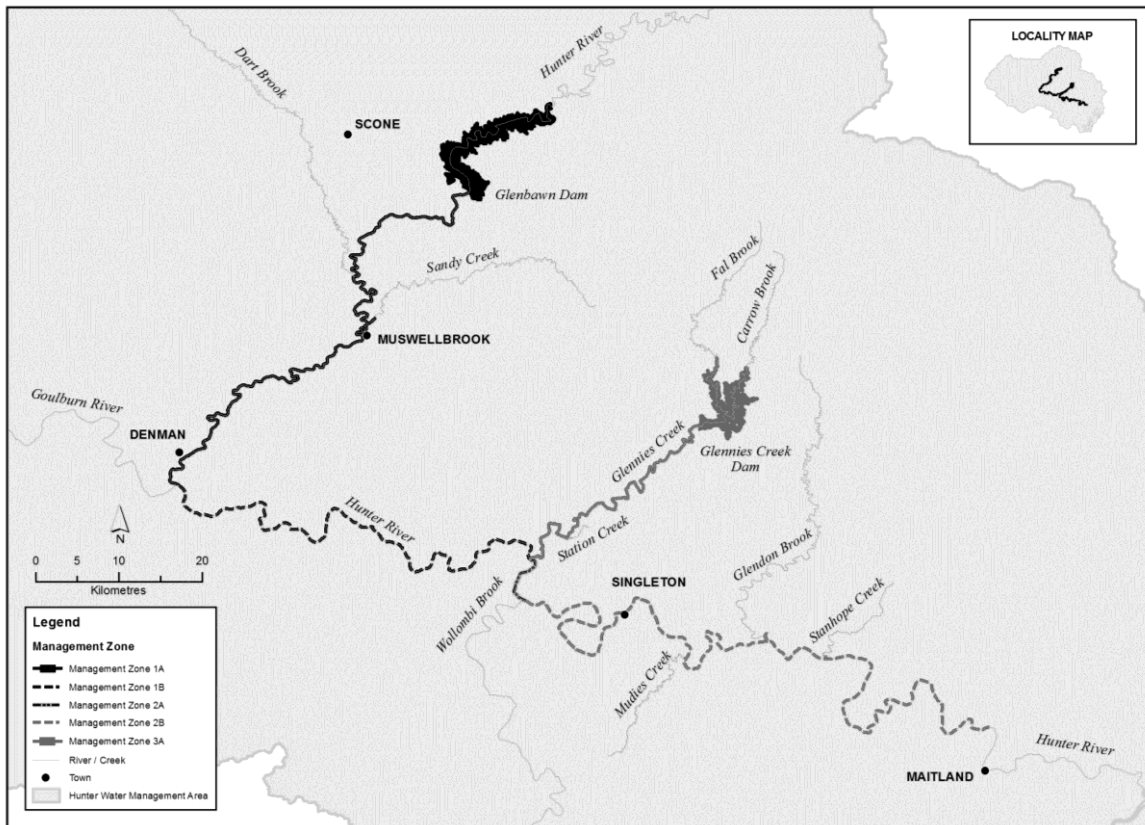 LOCALITY MAP
Hunter River
Dart Brook
SCONE
Glenbawn Dam
Sandy Creek
Fal Brook
Carrow Brook
MUSWELLBROOK
Goulburn River
DENMAN
Glennies Creek
Glennies Creek
Dam
N
Hunter River
Station Creek
0 5 10 20
Kilometres
Glendon Brook
SINGLETON
Wollombi Brook
Stanhope Creek
Mudies Creek
Hunter River
MAITLAND
Legend
Management Zone
Management Zone 1A
Management Zone 1B
Management Zone 2A
Management Zone 2B
Management Zone 3A
River / Creek
Town
Hunter Water Management Area